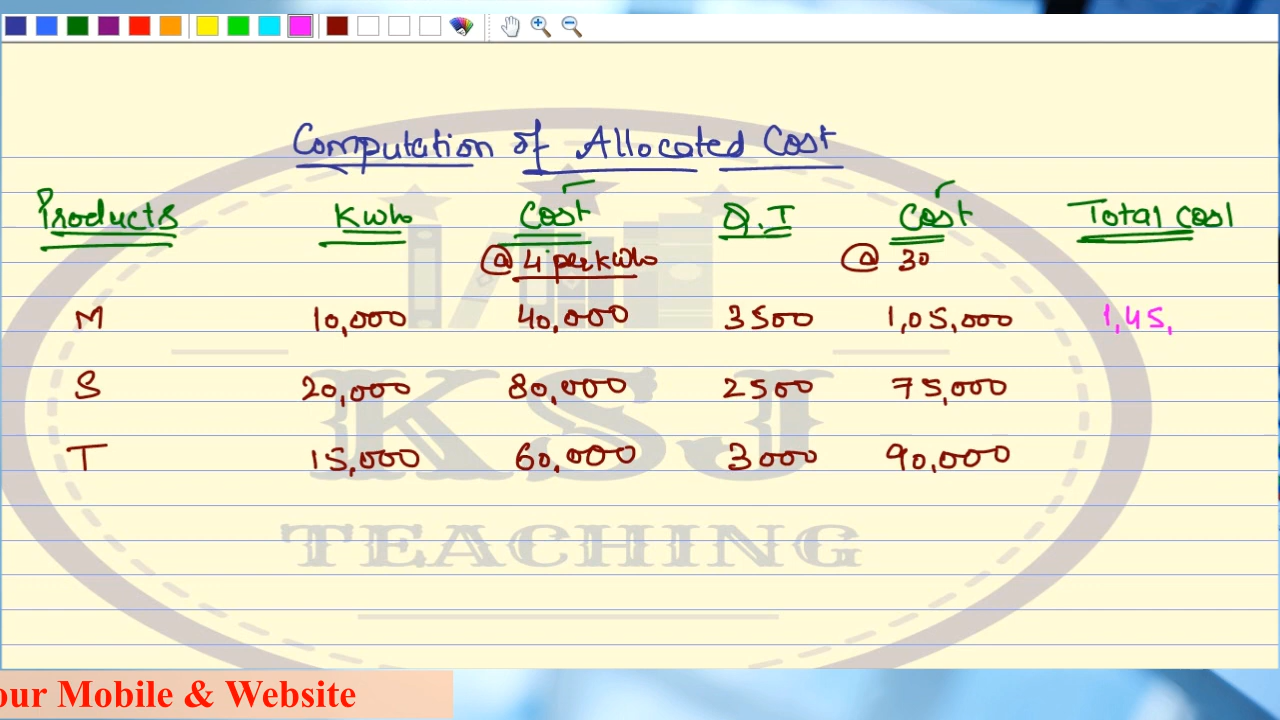 Computation of Allocated Cost
Products Kwh Cost Q.I Cost Total cost
@ 4 per kwh @ 30
M 10,000 40,000 3500 1,05,000 1,45,
S 20,000 80,000 2500 75,000
T 15,000 60,000 3000 90,000
KSJ
TEACHING
our Mobile & Website